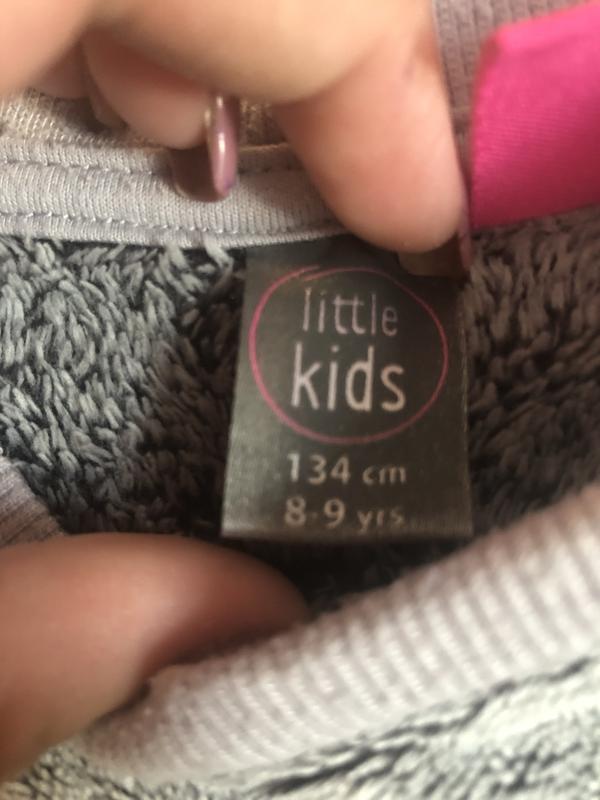 little
kids
134 cm
8-9 yrs